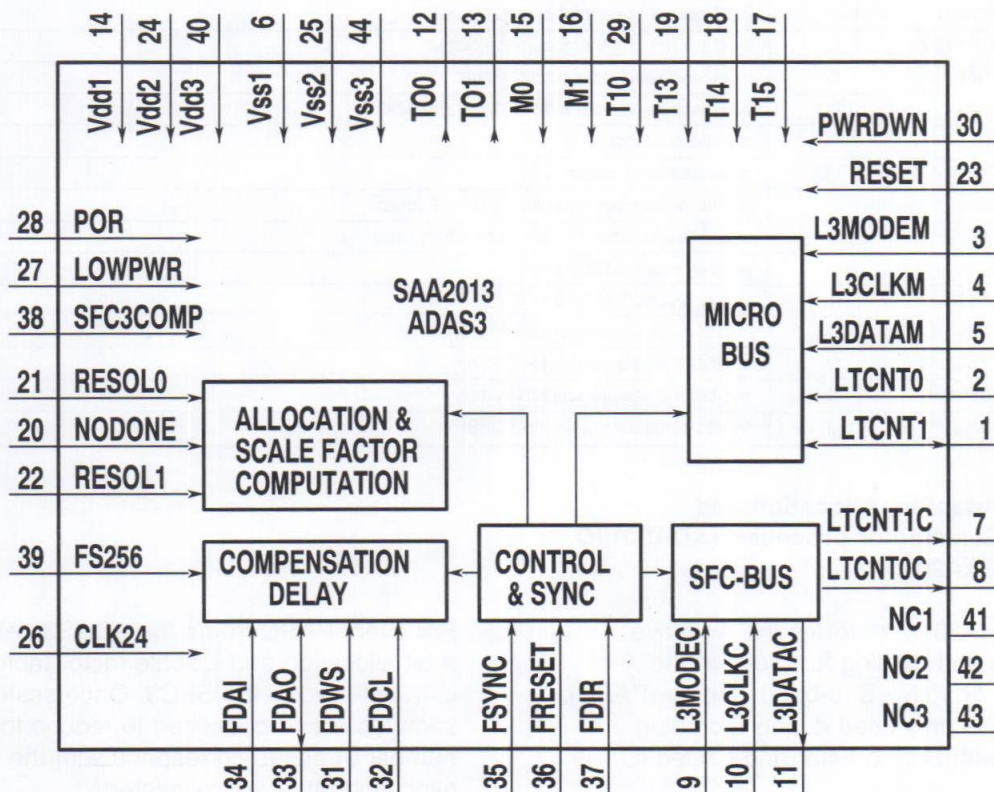 14 24 40 6 25 44 12 13 15 16 29 19 18 17
Vdd1 Vdd2 Vdd3 Vss1 Vss2 Vss3 TO0 TO1 M0 M1 T10 T13 T14 T15
PWRDWN 30
RESET 23
28 POR
27 LOWPWR
38 SFC3COMP
21 RESOL0
20 NODONE
22 RESOL1
39 FS256
26 CLK24
SAA2013
ADAS3
L3MODEM 3
L3CLKM 4
L3DATAM 5
LTCNT0 2
LTCNT1 1
MICRO
BUS
ALLOCATION &
SCALE FACTOR
COMPUTATION
COMPENSATION
DELAY
CONTROL
& SYNC
SFC-BUS
LTCNT1C 7
LTCNT0C 8
NC1 41
NC2 42
NC3 43
FDAI FDAO FDWS FDCL FSYNC FRESET FDIR L3MODEC L3CLKC L3DATAC
34 33 31 32 35 36 37 9 10 11